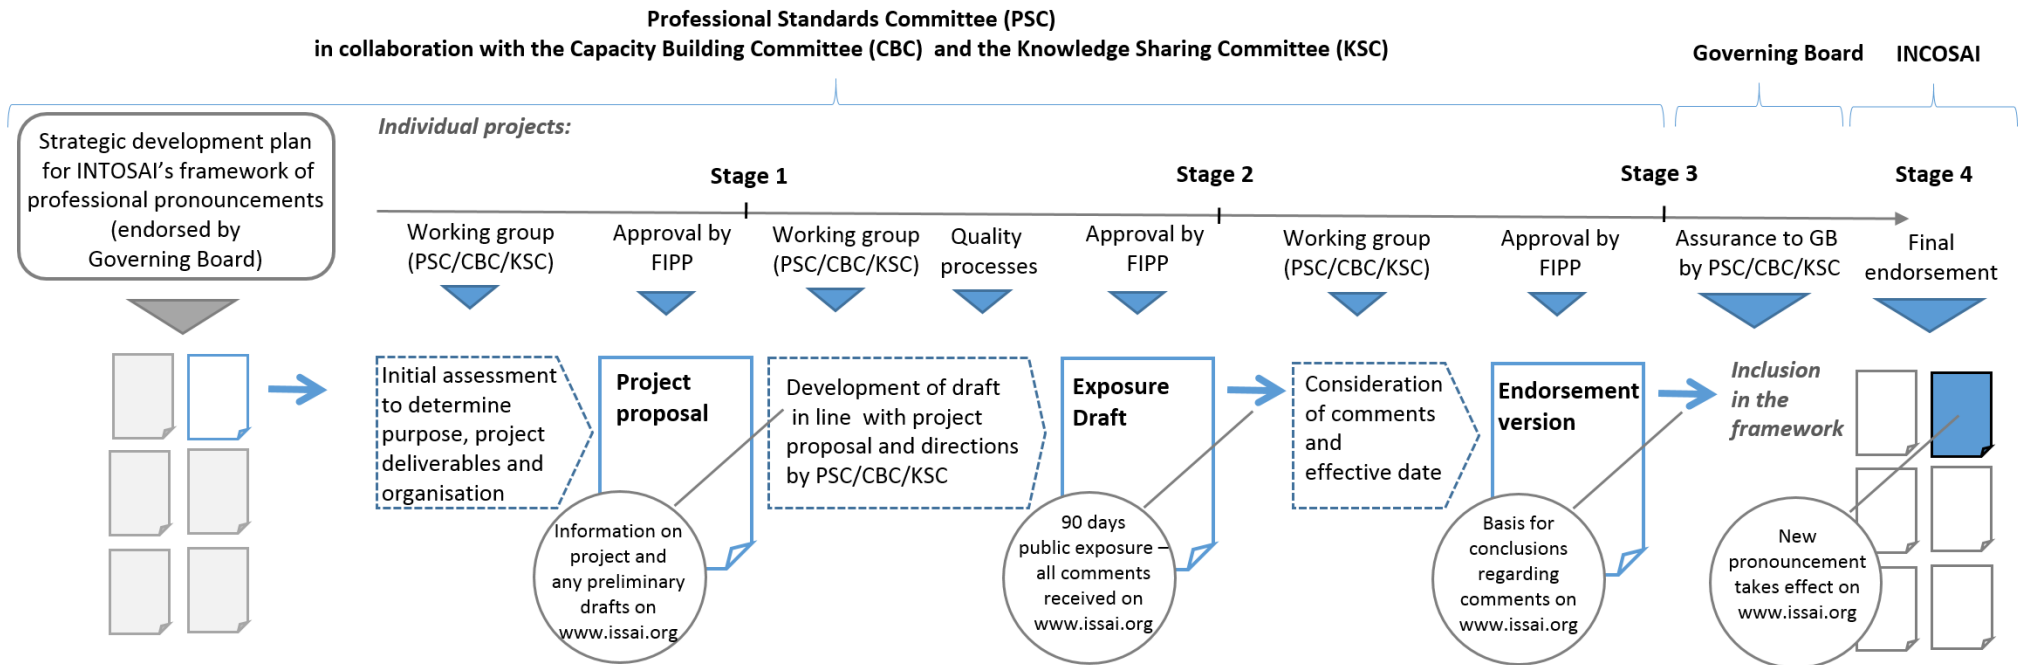 Professional Standards Committee (PSC)
in collaboration with the Capacity Building Committee (CBC) and the Knowledge Sharing Committee (KSC)
Governing Board
INCOSAI
Strategic development plan
for INTOSAI's framework of
professional pronouncements
(endorsed by
Governing Board)
Individual projects:
Stage 1
Stage 2
Stage 3
Stage 4
Working group
(PSC/CBC/KSC)
Approval by
FIPP
Working group
(PSC/CBC/KSC)
Quality
processes
Approval by
FIPP
Working group
(PSC/CBC/KSC)
Approval by
FIPP
Assurance to GB
by PSC/CBC/KSC
Final
endorsement
Initial assessment
to determine
purpose, project
deliverables and
organisation
Project
proposal
Development of draft
in line with project
proposal and directions
by PSC/CBC/KSC
Exposure
Draft
Consideration
of comments
and
effective date
Endorsement
version
Inclusion
in the
framework
Information on
project and
any preliminary
drafts on
www.issai.org
90 days
public exposure –
all comments
received on
www.issai.org
Basis for
conclusions
regarding
comments on
www.issai.org
New
pronouncement
takes effect on
www.issai.org